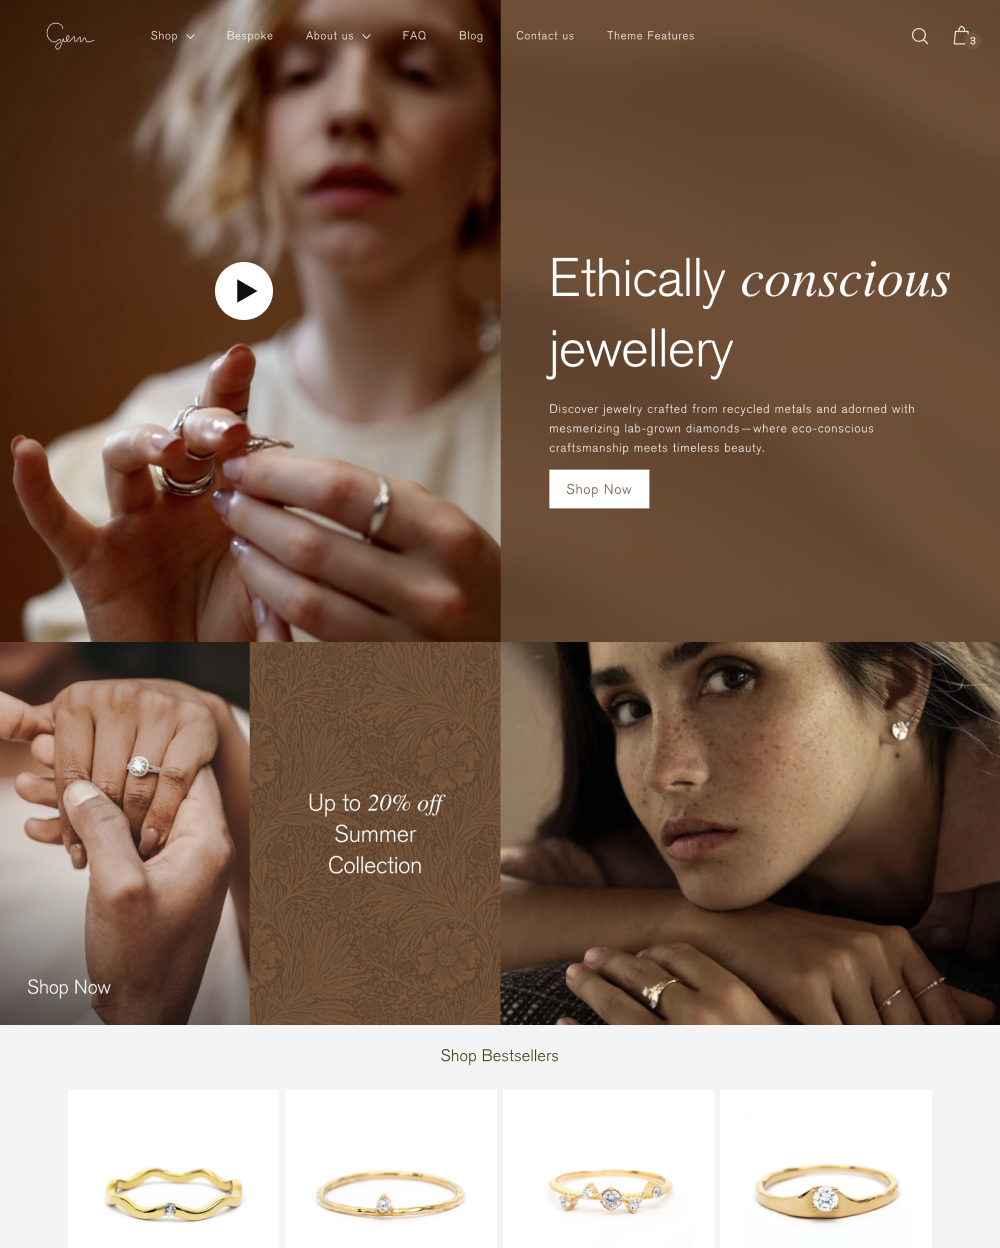 Gem
Shop
Bespoke
About us
FAQ
Blog
Contact us
Theme Features
3
Ethically conscious
jewellery
Discover jewelry crafted from recycled metals and adorned with
mesmerizing lab-grown diamonds—where eco-conscious
craftsmanship meets timeless beauty.
Shop Now
Up to 20% off
Summer
Collection
Shop Now
Shop Bestsellers